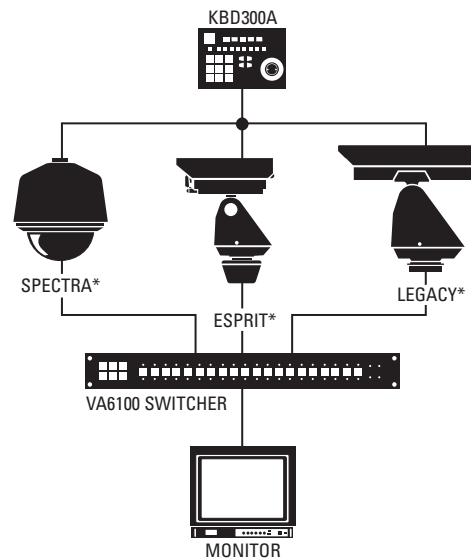 KBD300A
SPECTRA*
ESPRIT*
LEGACY*
VA6100 SWITCHER
MONITOR